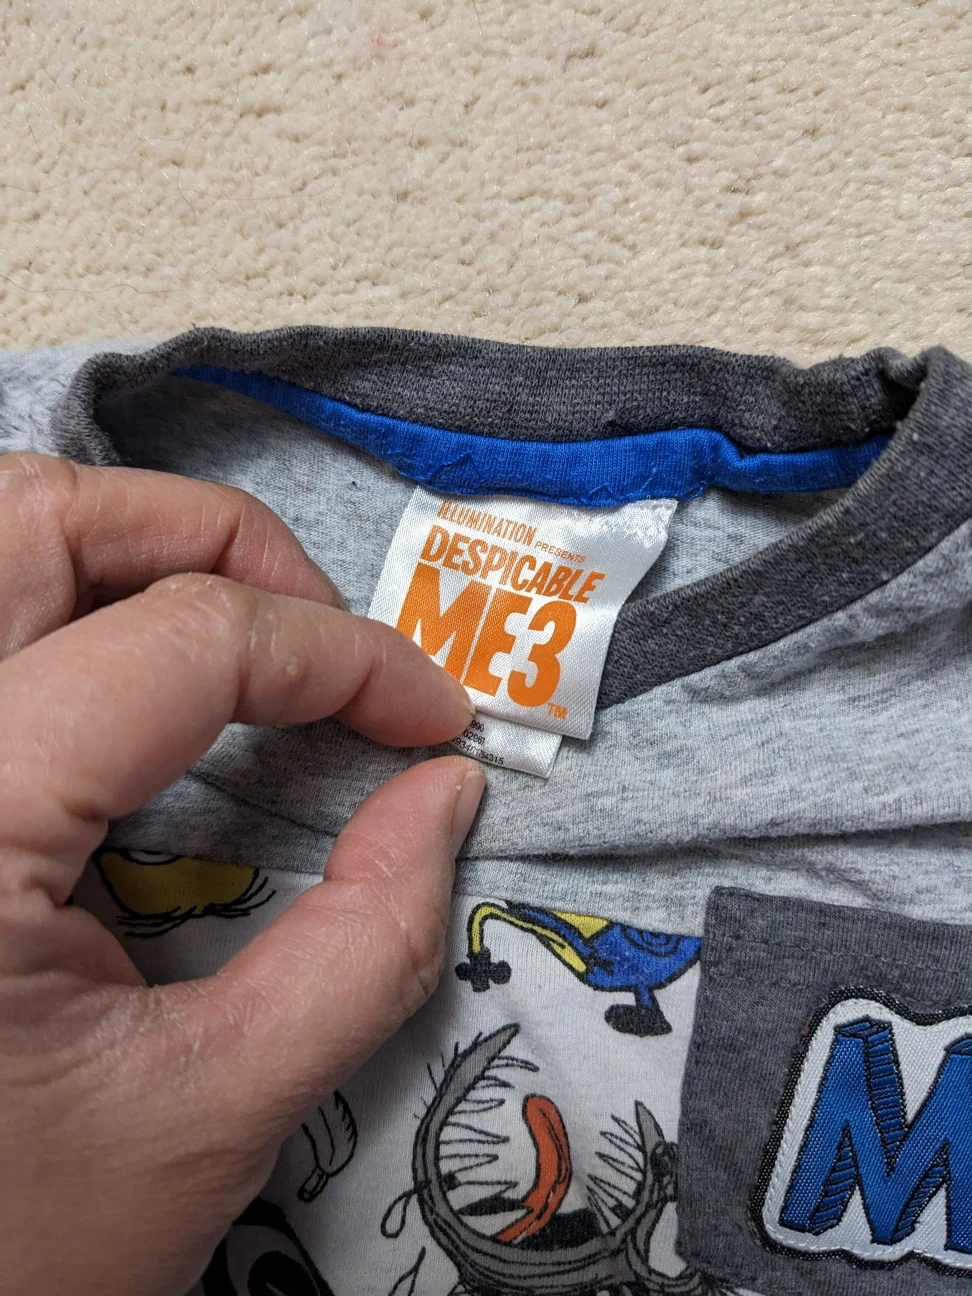 ILLUMINATION
PRESENTS
DESPICABLE
ME3
TM
M